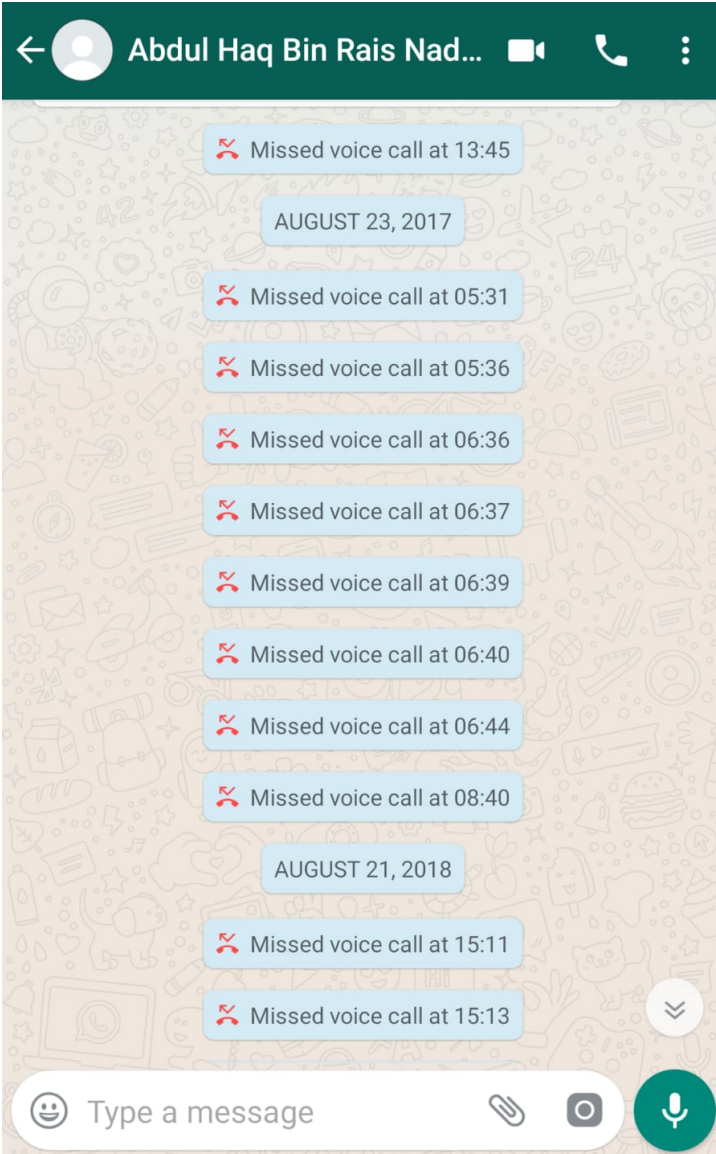 Abdul Haq Bin Rais Nad...
Missed voice call at 13:45
AUGUST 23, 2017
Missed voice call at 05:31
Missed voice call at 05:36
Missed voice call at 06:36
Missed voice call at 06:37
Missed voice call at 06:39
Missed voice call at 06:40
Missed voice call at 06:44
Missed voice call at 08:40
AUGUST 21, 2018
Missed voice call at 15:11
Missed voice call at 15:13
Type a message